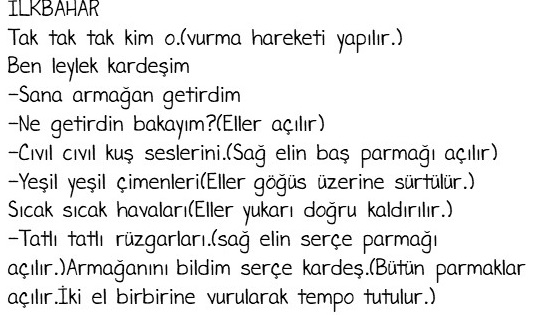 İLKBAHAR
Tak tak tak kim o.(vurma hareketi yapılır.)
Ben leylek kardeşim
-Sana armağan getirdim
-Ne getirdin bakayım?(Eller açılır)
-Cıvıl cıvıl kuş seslerini.(Sağ elin baş parmağı açılır)
-Yeşil yeşil çimenleri(Eller göğüs üzerine sürtülür.)
Sıcak sıcak havaları(Eller yukarı doğru kaldırılır.)
-Tatlı tatlı rüzgarları.(sağ elin serçe parmağı
açılır.)Armağanını bildim serçe kardeş.(Bütün parmaklar
açılır.İki el birbirine vurularak tempo tutulur.)